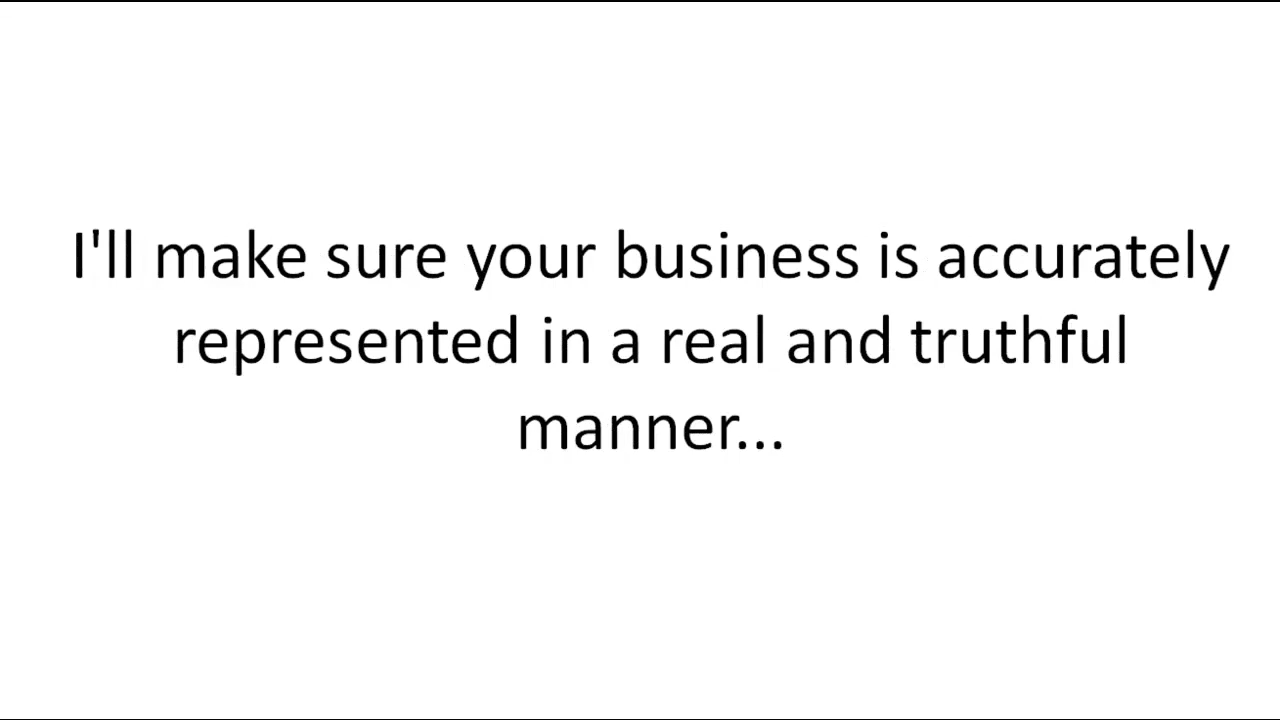 I'll make sure your business is accurately
represented in a real and truthful
manner...